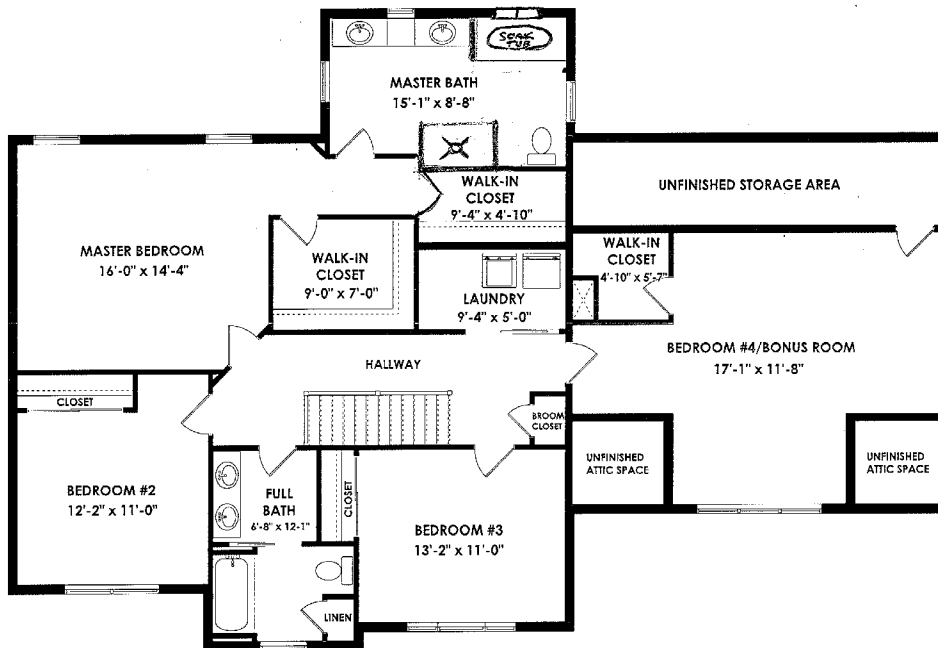 SOAK
TUB
MASTER BATH
15'-1" x 8'-8"
WALK-IN
CLOSET
9'-4" x 4'-10"
UNFINISHED STORAGE AREA
MASTER BEDROOM
16'-0" x 14'-4"
WALK-IN
CLOSET
9'-0" x 7'-0"
WALK-IN
CLOSET
4'-10" x 5'-7"
LAUNDRY
9'-4" x 5'-0"
HALLWAY
BEDROOM #4/BONUS ROOM
17'-1" x 11'-8"
CLOSET
BROOM
CLOSET
UNFINISHED
ATTIC SPACE
UNFINISHED
ATTIC SPACE
BEDROOM #2
12'-2" x 11'-0"
FULL
BATH
6'-8" x 12'-1"
CLOSET
BEDROOM #3
13'-2" x 11'-0"
LINEN